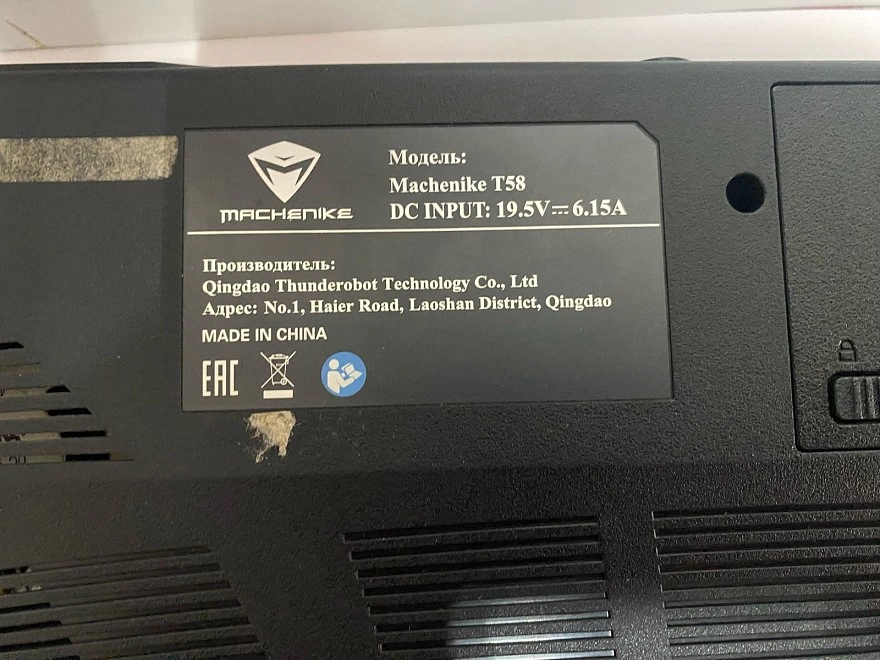 MACHENIKE
Модель:
Machenike T58
DC INPUT: 19.5V⎓6.15A
Производитель:
Qingdao Thunderobot Technology Co., Ltd
Адрес: No.1, Haier Road, Laoshan District, Qingdao
MADE IN CHINA
EAC